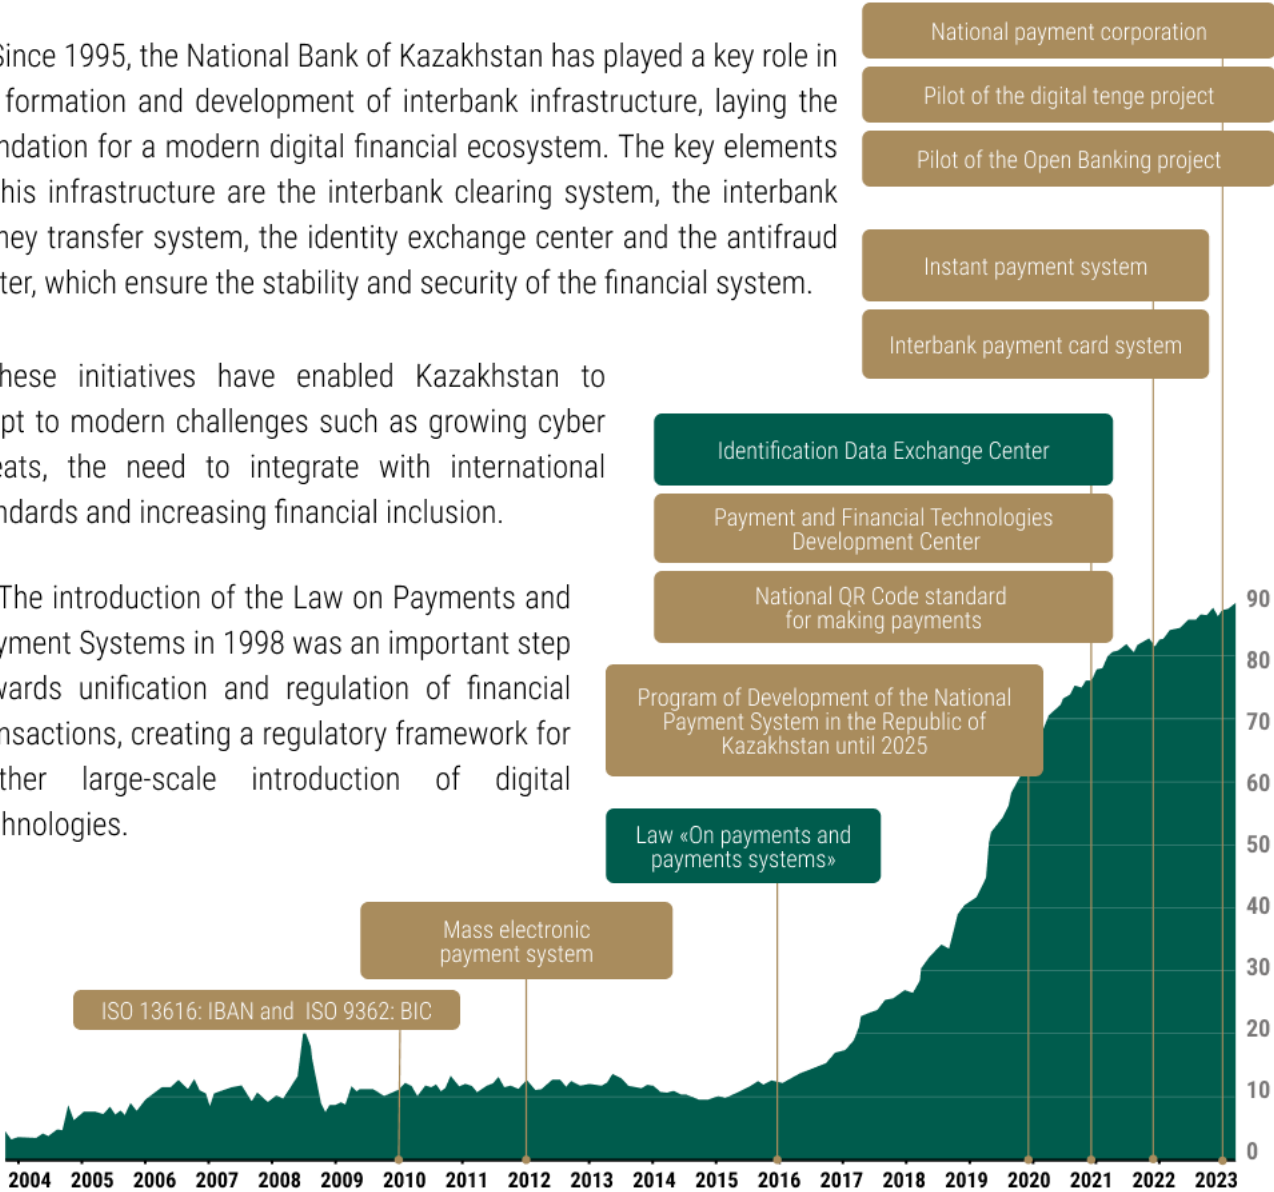 Since 1995, the National Bank of Kazakhstan has played a key role in
formation and development of interbank infrastructure, laying the
ndation for a modern digital financial ecosystem. The key elements
his infrastructure are the interbank clearing system, the interbank
ney transfer system, the identity exchange center and the antifraud
ter, which ensure the stability and security of the financial system.
hese initiatives have enabled Kazakhstan to
pt to modern challenges such as growing cyber
eats, the need to integrate with international
ndards and increasing financial inclusion.
The introduction of the Law on Payments and
yment Systems in 1998 was an important step
wards unification and regulation of financial
nsactions, creating a regulatory framework for
ther large-scale introduction of digital
hnologies.
National payment corporation
Pilot of the digital tenge project
Pilot of the Open Banking project
Instant payment system
Interbank payment card system
Identification Data Exchange Center
Payment and Financial Technologies
Development Center
National QR Code standard
for making payments
Program of Development of the National
Payment System in the Republic of
Kazakhstan until 2025
Law «On payments and
payments systems»
Mass electronic
payment system
ISO 13616: IBAN and ISO 9362: BIC
90
80
70
60
50
40
30
20
10
0
2004 2005 2006 2007 2008 2009 2010 2011 2012 2013 2014 2015 2016 2017 2018 2019 2020 2021 2022 2023